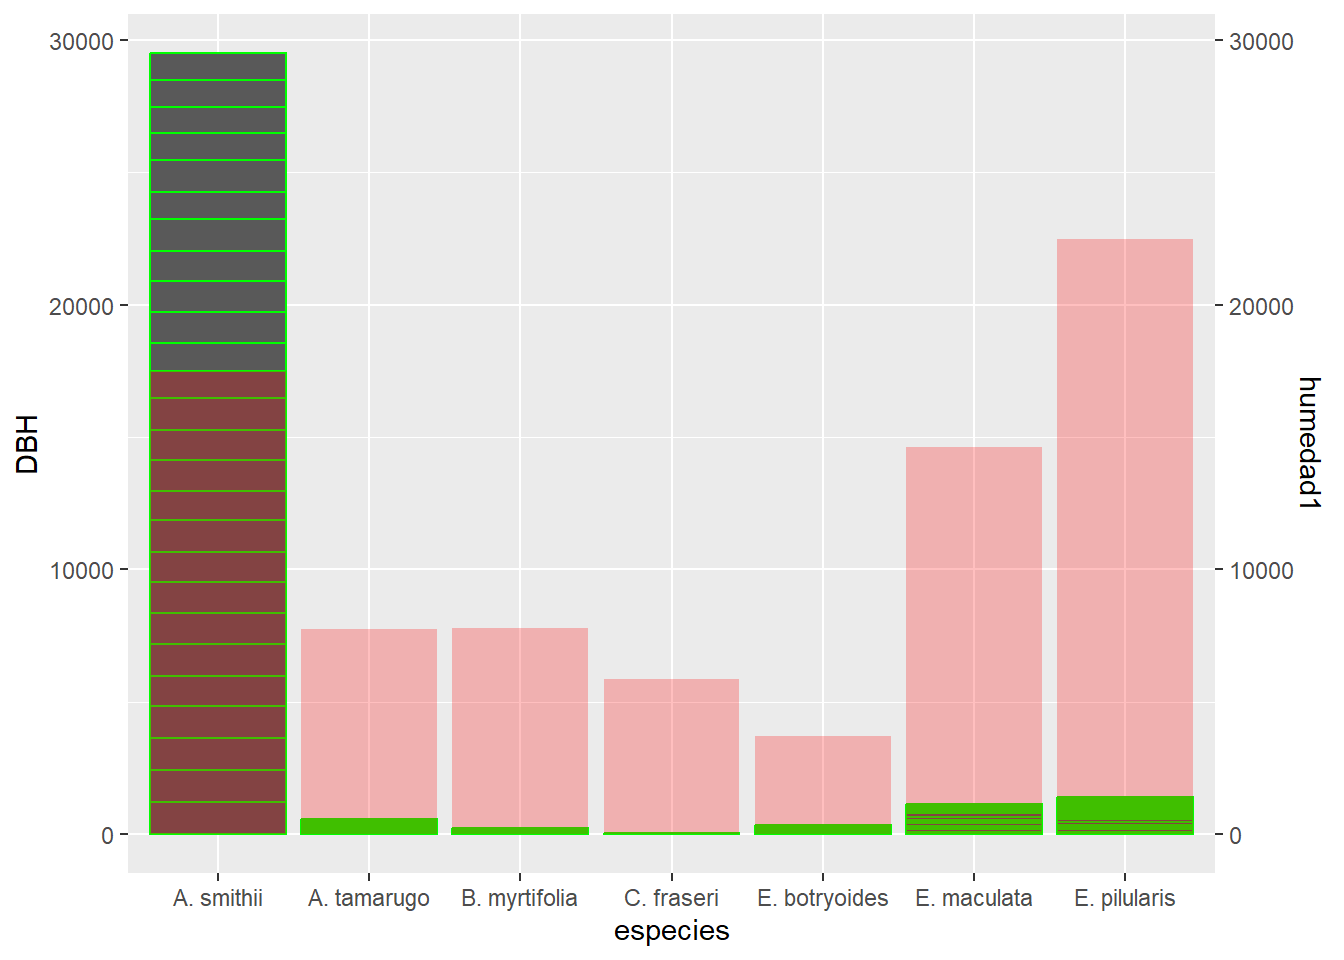 30000
20000
10000
0
DBH
30000
20000
10000
0
humedad1
A. smithii
A. tamarugo
B. myrtifolia
C. fraseri
E. botryoides
E. maculata
E. pilularis
especies